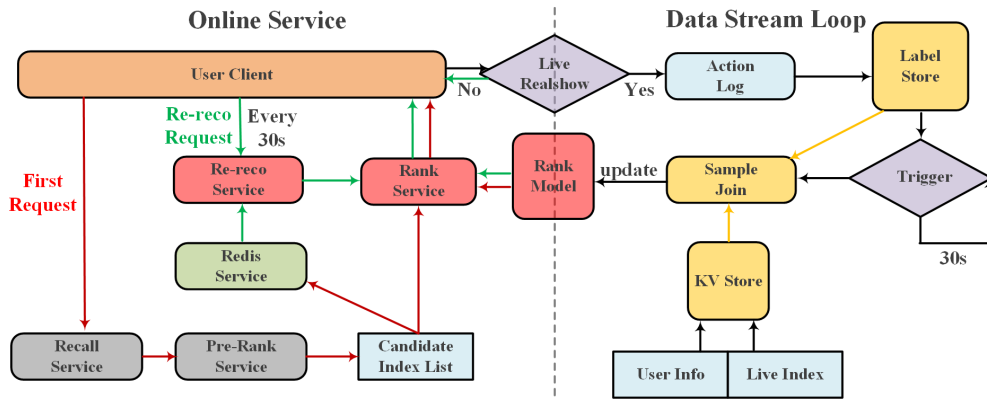 Online Service
Data Stream Loop
User Client
Live
Realshow
No
Yes
Action
Log
Label
Store
Re-reco
Request
Every
30s
First
Request
Re-reco
Service
Rank
Service
Rank
Model
update
Sample
Join
Trigger
30s
Redis
Service
KV Store
Recall
Service
Pre-Rank
Service
Candidate
Index List
User Info
Live Index